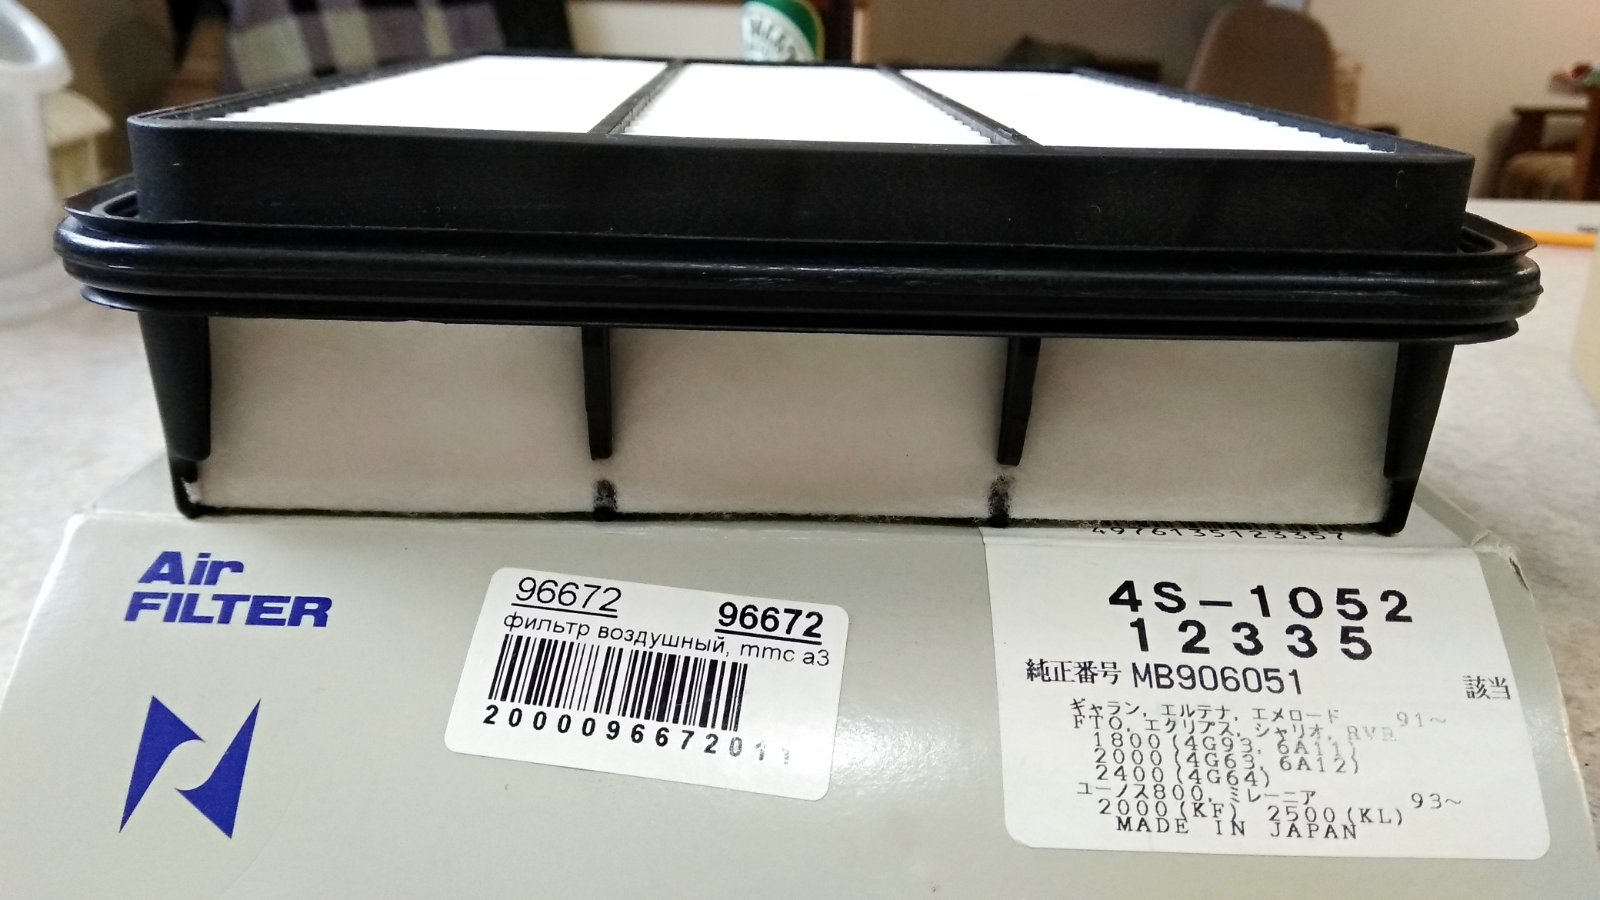 Air
FILTER
96672
96672
фильтр воздушный, mmc a3
2000096672011
4976135123357
4S-1052
12335
純正番号 MB906051 該当
ギャラン, エルテナ, エメロード 91~
FTO, エクリプス, シャリオ, RVR
1800(4G93, 6A11)
2000(4G63, 6A12)
2400(4G64)
ユーノス800, ミレーニア 93~
2000(KF) 2500(KL)
MADE IN JAPAN